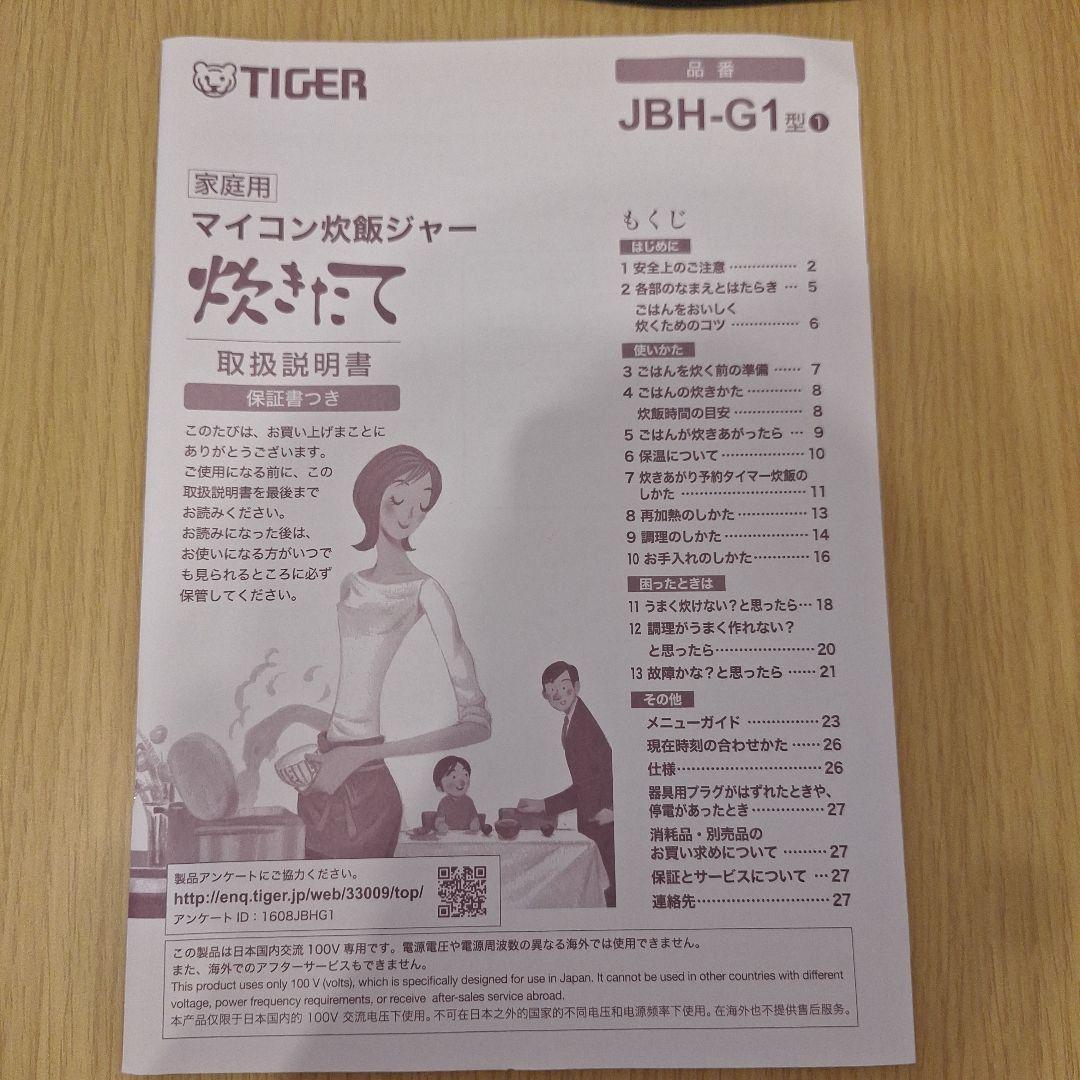 TIGER
品番
JBH-G1型❶
家庭用
マイコン炊飯ジャー
炊きたて
取扱説明書
保証書つき
このたびは、お買い上げまことに
ありがとうございます。
ご使用になる前に、この
取扱説明書を最後まで
お読みください。
お読みになった後は、
お使いになる方がいつで
も見られるところに必ず
保管してください。
もくじ
はじめに
1 安全上のご注意 …………… 2
2 各部のなまえとはたらき … 5
ごはんをおいしく
炊くためのコツ …………… 6
使いかた
3 ごはんを炊く前の準備 …… 7
4 ごはんの炊きかた ………… 8
炊飯時間の目安 …………… 8
5 ごはんが炊きあがったら … 9
6 保温について ……………… 10
7 炊きあがり予約タイマー炊飯の
しかた ……………………… 11
8 再加熱のしかた …………… 13
9 調理のしかた ……………… 14
10 お手入れのしかた………… 16
困ったときは
11 うまく炊けない?と思ったら… 18
12 調理がうまく作れない?
と思ったら………………… 20
13 故障かな?と思ったら …… 21
その他
メニューガイド …………… 23
現在時刻の合わせかた …… 26
仕様………………………… 26
器具用プラグがはずれたときや、
停電があったとき…………… 27
消耗品・別売品の
お買い求めについて ……… 27
保証とサービスについて … 27
連絡先……………………… 27
製品アンケートにご協力ください。
http://enq.tiger.jp/web/33009/top/
アンケート ID：1608JBHG1
この製品は日本国内交流 100V 専用です。電源電圧や電源周波数の異なる海外では使用できません。
また、海外でのアフターサービスもできません。
This product uses only 100 V (volts), which is specifically designed for use in Japan. It cannot be used in other countries with different
voltage, power frequency requirements, or receive after-sales service abroad.
本产品仅限于日本国内的 100V 交流电压下使用。不可在日本之外的国家的不同电压和电源频率下使用。在海外也不提供售后服务。